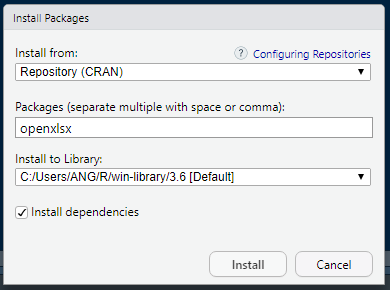 Install Packages
Install from:
? Configuring Repositories
Repository (CRAN)
Packages (separate multiple with space or comma):
openxlsx
Install to Library:
C:/Users/ANG/R/win-library/3.6 [Default]
Install dependencies
Install Cancel